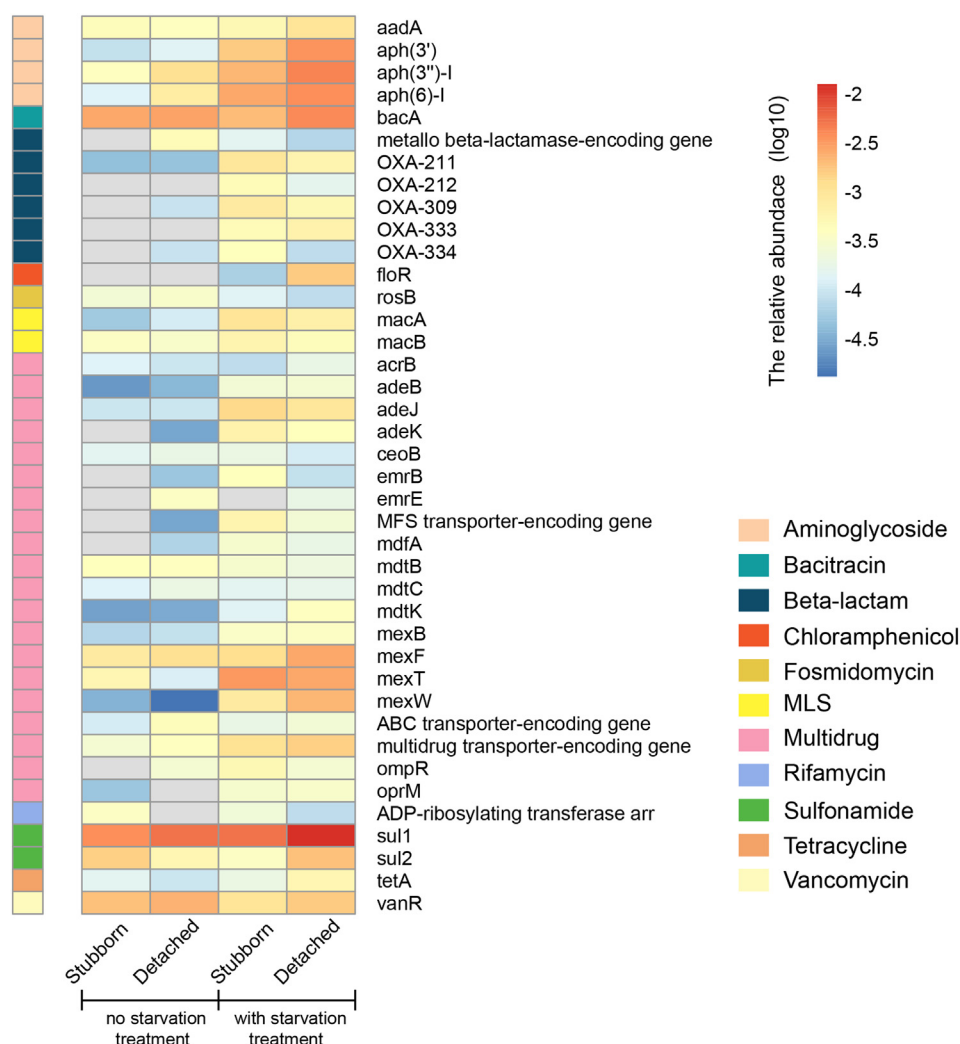 aadA
aph(3')
aph(3'')-I
aph(6)-I
bacA
metallo beta-lactamase-encoding gene
OXA-211
OXA-212
OXA-309
OXA-333
OXA-334
floR
rosB
macA
macB
acrB
adeB
adeJ
adeK
ceoB
emrB
emrE
MFS transporter-encoding gene
mdfA
mdtB
mdtC
mdtK
mexB
mexF
mexT
mexW
ABC transporter-encoding gene
multidrug transporter-encoding gene
ompR
oprM
ADP-ribosylating transferase arr
sul1
sul2
tetA
vanR
Stubborn
Detached
Stubborn
Detached
no starvation
treatment
with starvation
treatment
The relative abundace (log10)
-2
-2.5
-3
-3.5
-4
-4.5
Aminoglycoside
Bacitracin
Beta-lactam
Chloramphenicol
Fosmidomycin
MLS
Multidrug
Rifamycin
Sulfonamide
Tetracycline
Vancomycin